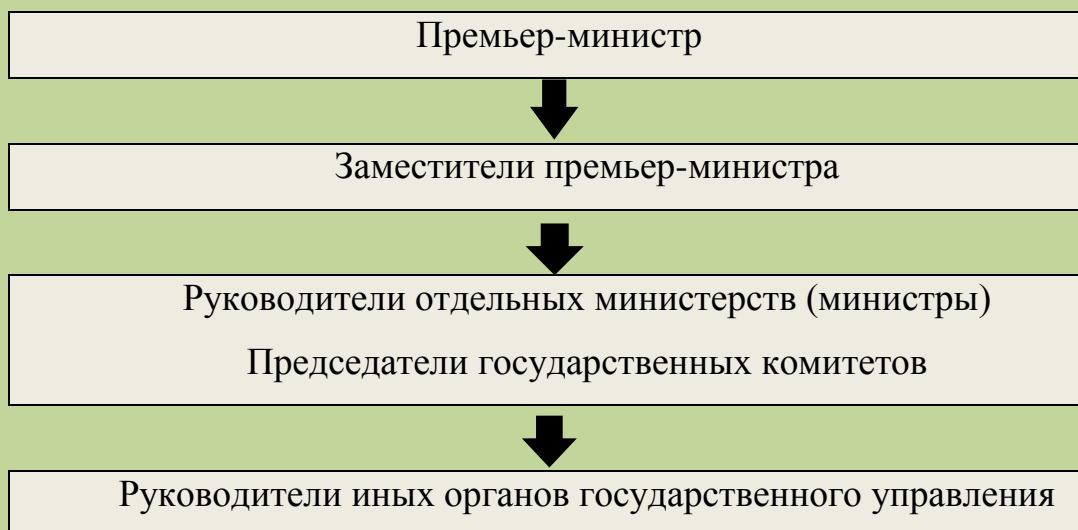 Премьер-министр
Заместители премьер-министра
Руководители отдельных министерств (министры)
Председатели государственных комитетов
Руководители иных органов государственного управления